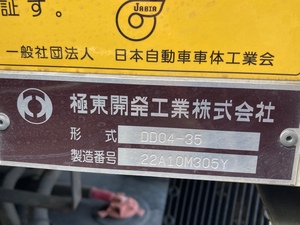 証す。
JABIA
一般社団法人　日本自動車車体工業会
極東開発工業株式会社
形式 DD04-35
製造番号 22A10M305Y